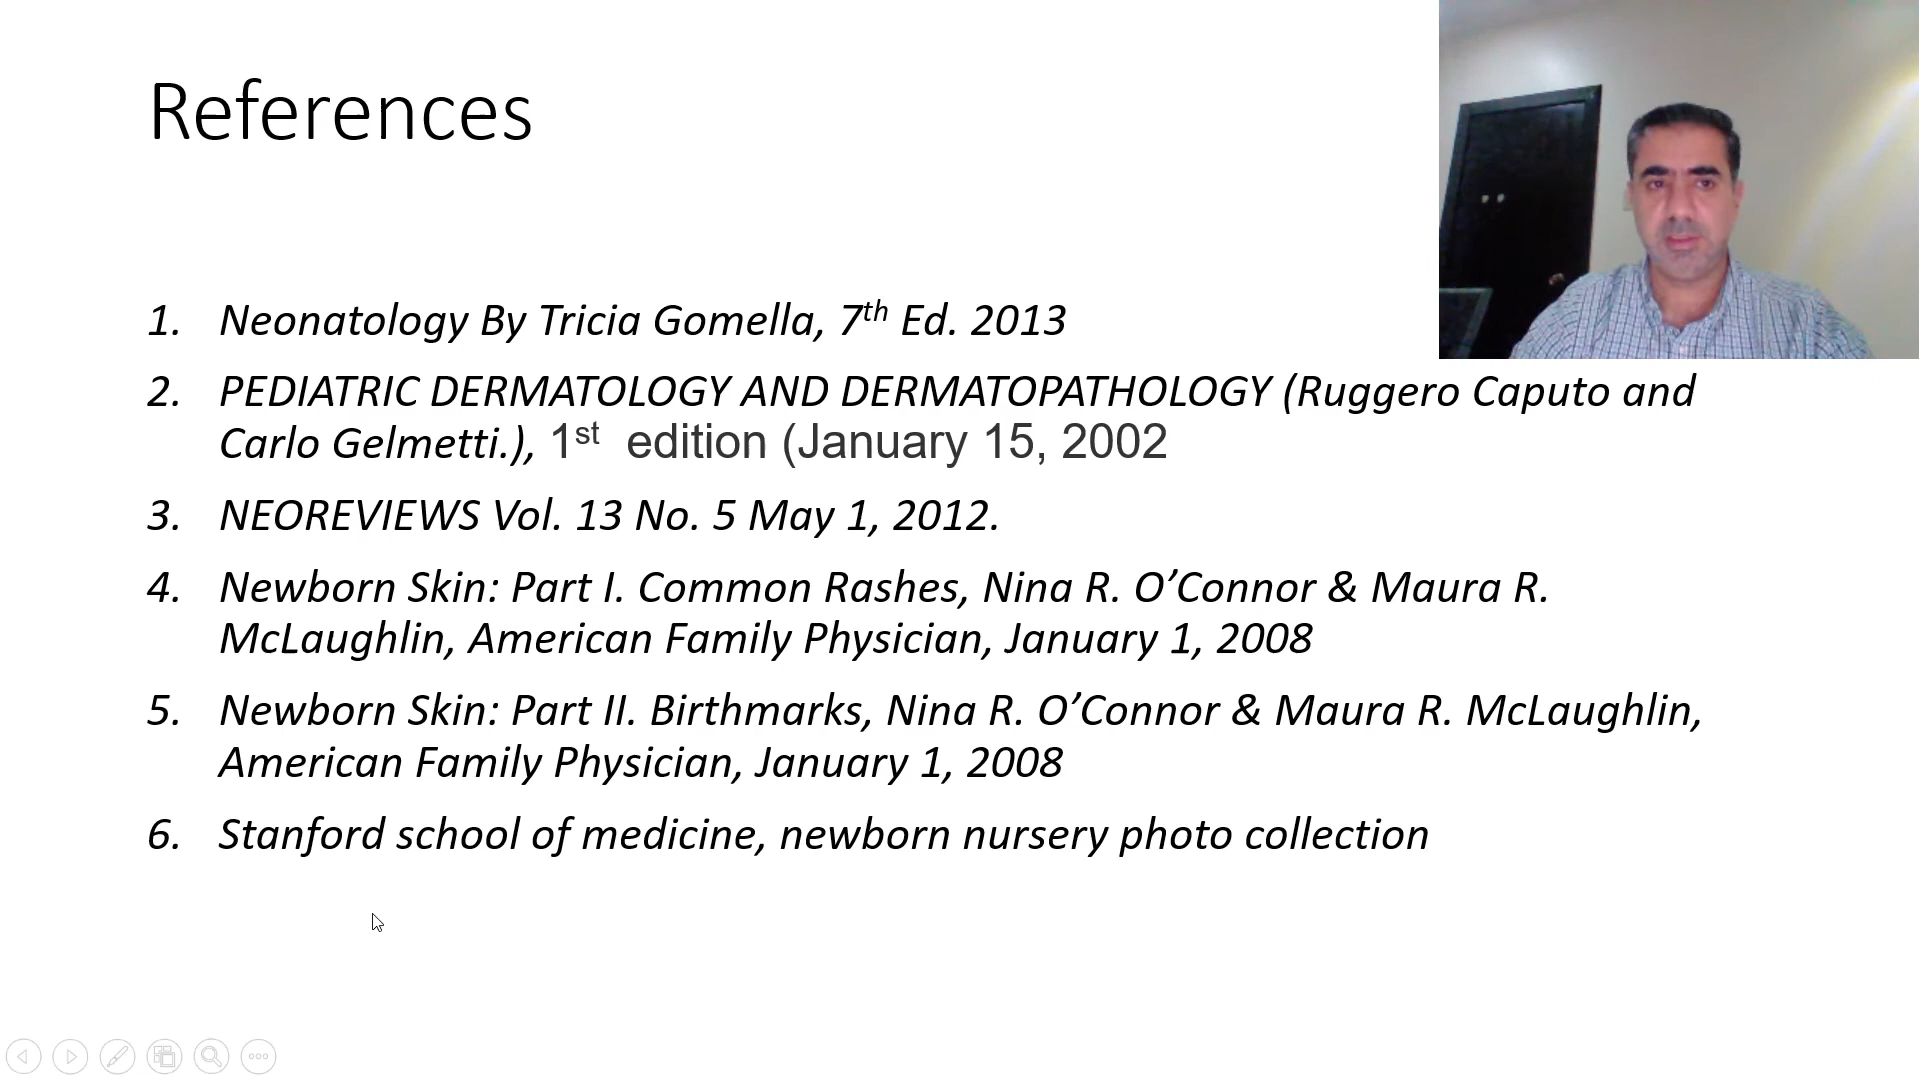 References
1. Neonatology By Tricia Gomella, 7th Ed. 2013
2. PEDIATRIC DERMATOLOGY AND DERMATOPATHOLOGY (Ruggero Caputo and
Carlo Gelmetti.), 1st edition (January 15, 2002
3. NEOREVIEWS Vol. 13 No. 5 May 1, 2012.
4. Newborn Skin: Part I. Common Rashes, Nina R. O’Connor & Maura R.
McLaughlin, American Family Physician, January 1, 2008
5. Newborn Skin: Part II. Birthmarks, Nina R. O’Connor & Maura R. McLaughlin,
American Family Physician, January 1, 2008
6. Stanford school of medicine, newborn nursery photo collection